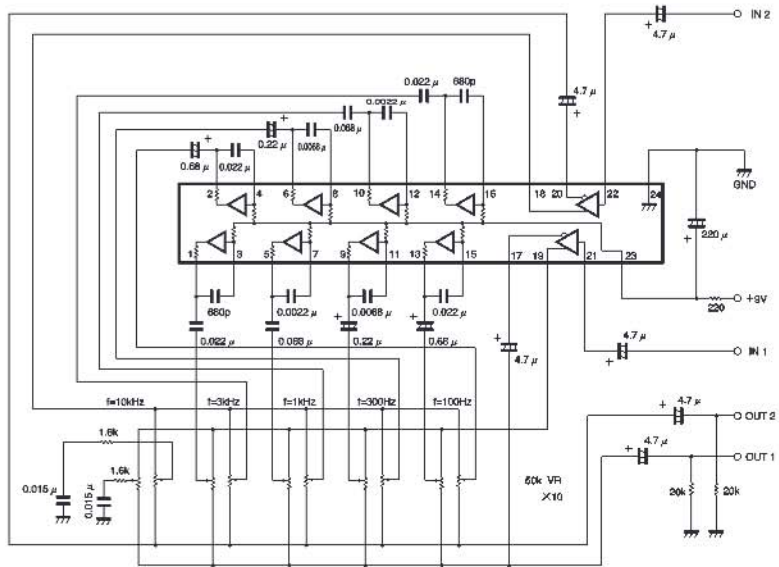 4.7 µ
IN 2
0.022 µ
680p
4.7 µ
0.068 µ
0.0022 µ
0.22 µ
0.0068 µ
0.68 µ
0.022 µ
2
4
6
8
10
12
14
16
18
20
22
24
GND
220 µ
1
3
5
7
9
11
13
15
17
19
21
23
680p
0.0022 µ
0.0068 µ
0.022 µ
220
+9V
0.022 µ
0.068 µ
0.22 µ
0.68 µ
4.7 µ
4.7 µ
IN 1
f=10kHz
f=3kHz
f=1kHz
f=300Hz
f=100Hz
4.7 µ
OUT 2
1.6k
4.7 µ
OUT 1
1.6k
0.015 µ
0.015 µ
50k VR
×10
20k
20k